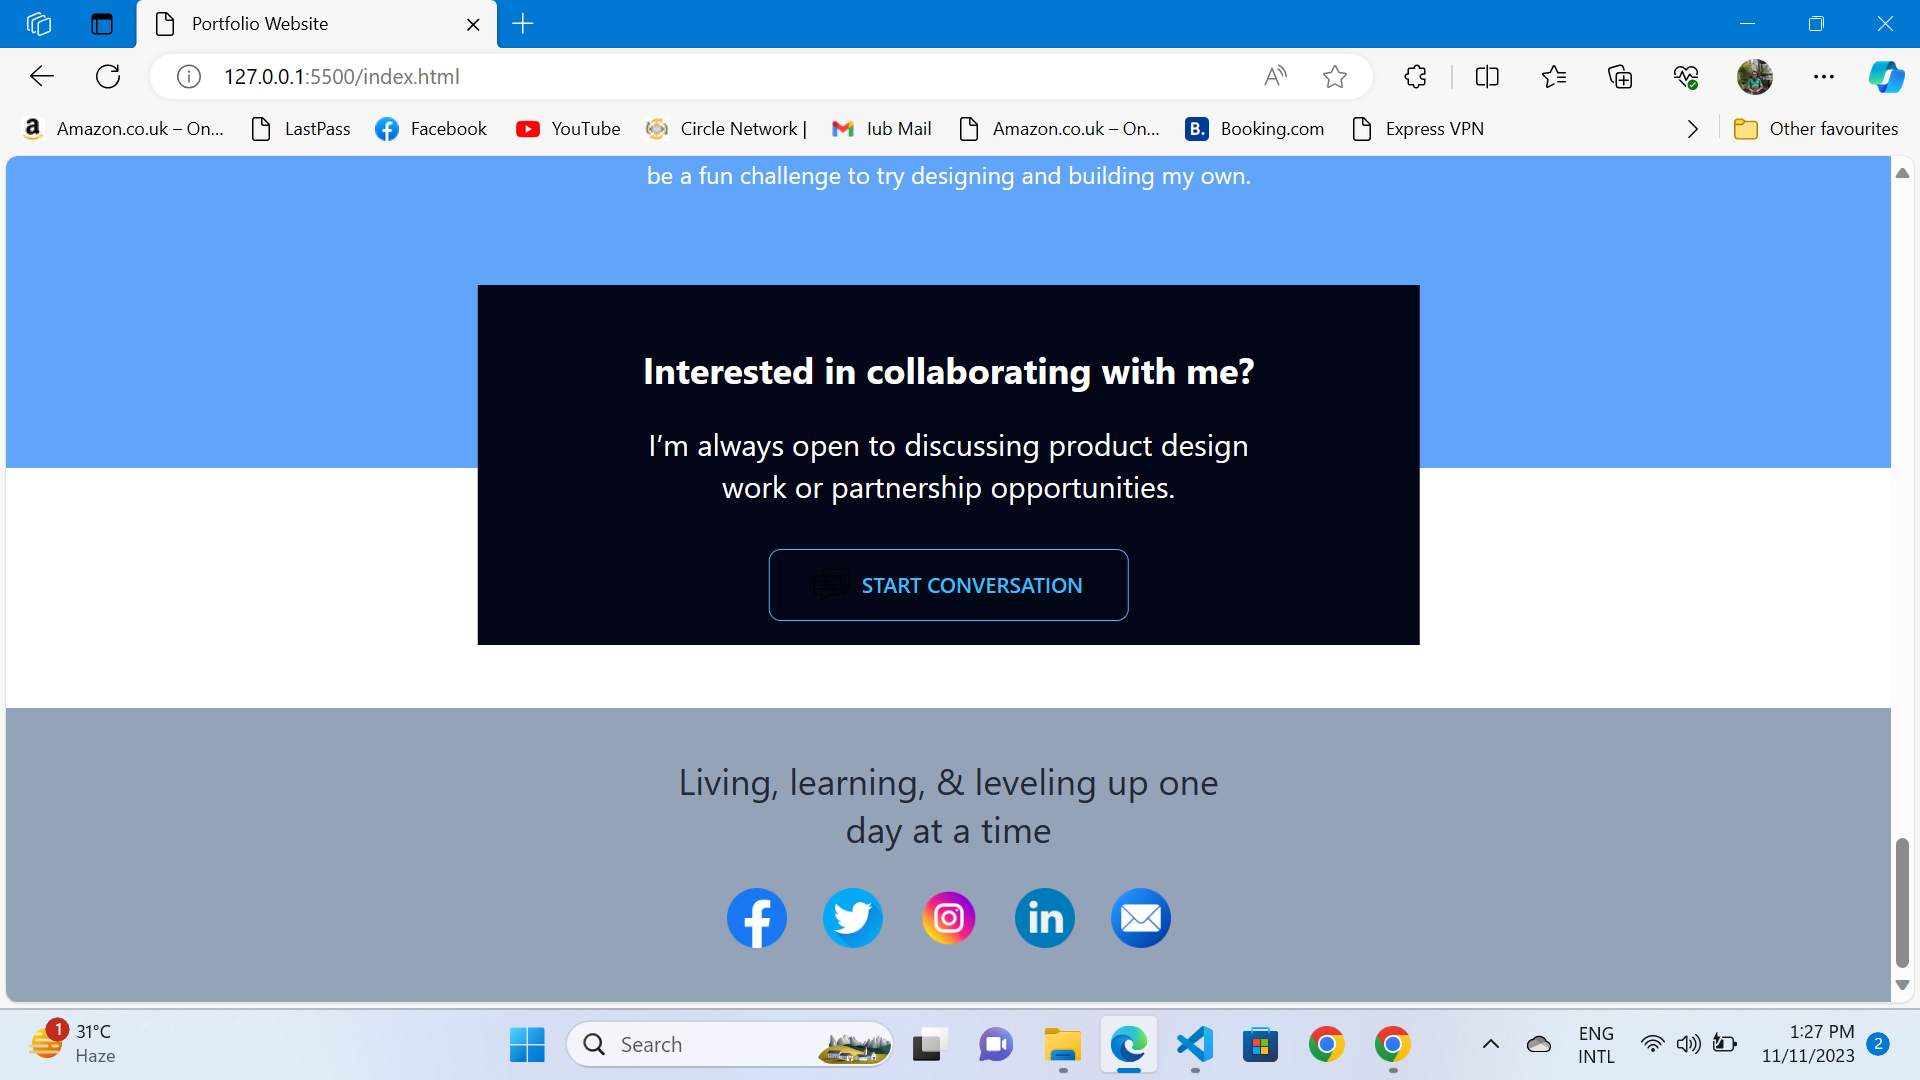 Portfolio Website
127.0.0.1:5500/index.html
Amazon.co.uk – On...
LastPass
Facebook
YouTube
Circle Network |
Iub Mail
Amazon.co.uk – On...
B.
Booking.com
Express VPN
Other favourites
be a fun challenge to try designing and building my own.
Interested in collaborating with me?
I’m always open to discussing product design
work or partnership opportunities.
START CONVERSATION
Living, learning, & leveling up one
day at a time
1
31°C
Haze
Search
ENG
INTL
1:27 PM
11/11/2023
2